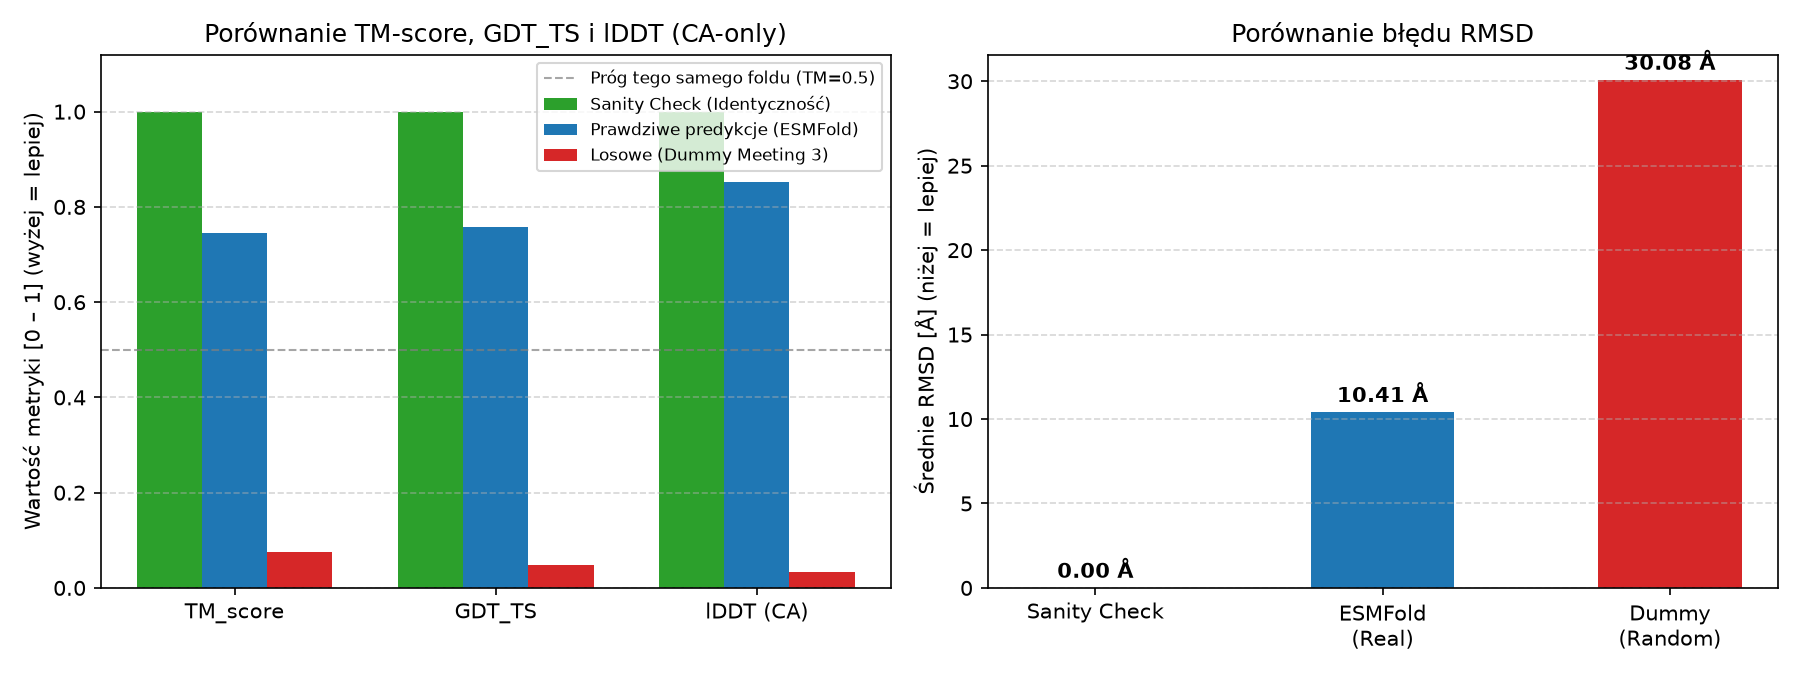 Porównanie TM-score, GDT_TS i lDDT (CA-only)
Wartość metryki [0 – 1] (wyżej = lepiej)
1.0
0.8
0.6
0.4
0.2
0.0
Próg tego samego foldu (TM=0.5)
Sanity Check (Identyczność)
Prawdziwe predykcje (ESMFold)
Losowe (Dummy Meeting 3)
TM_score
GDT_TS
lDDT (CA)
Porównanie błędu RMSD
Średnie RMSD [Å] (niżej = lepiej)
30
25
20
15
10
5
0
0.00 Å
10.41 Å
30.08 Å
Sanity Check
ESMFold
(Real)
Dummy
(Random)